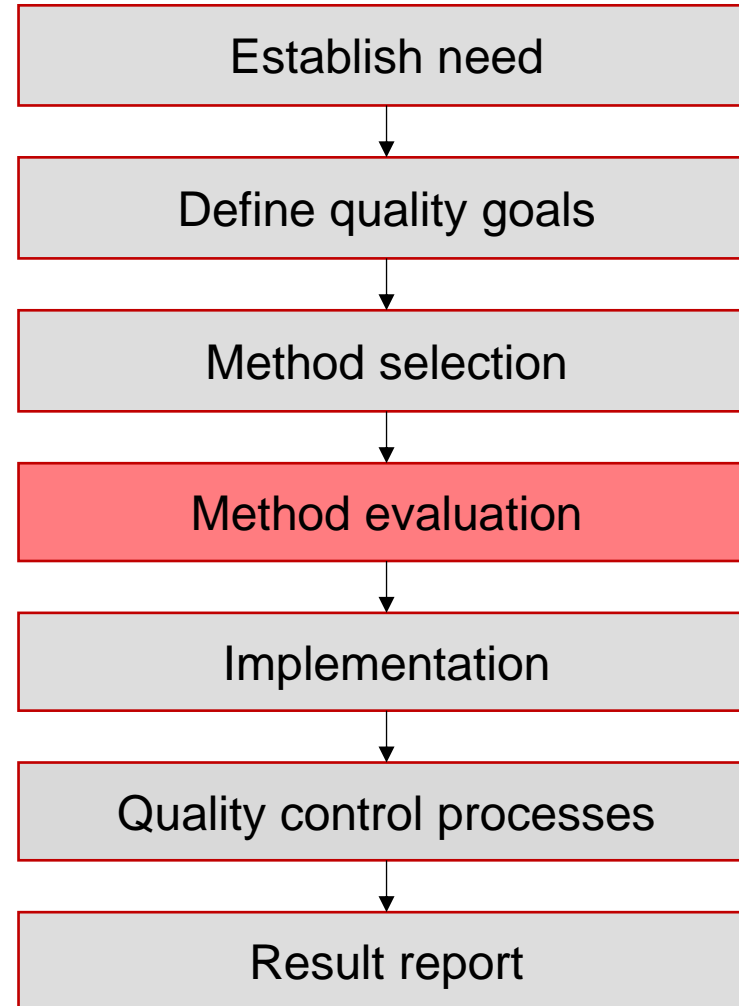 Establish need
Define quality goals
Method selection
Method evaluation
Implementation
Quality control processes
Result report